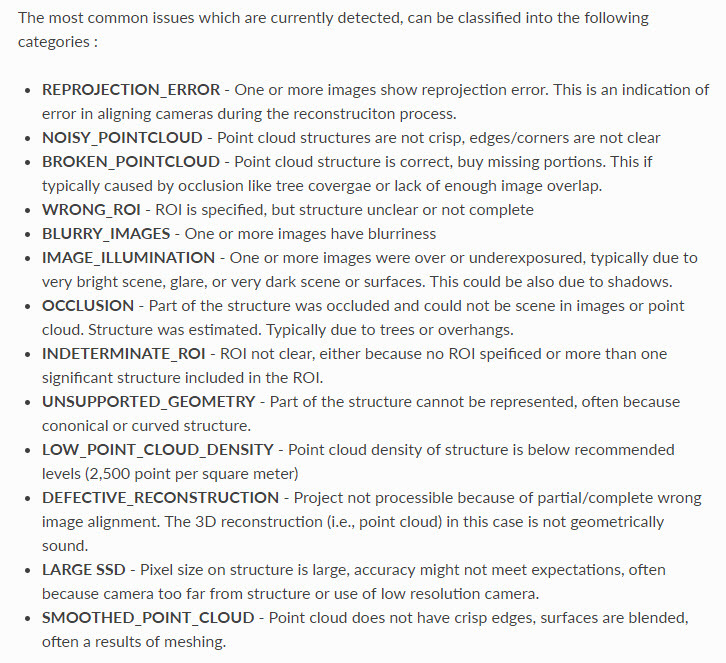 The most common issues which are currently detected, can be classified into the following
categories :
• REPROJECTION_ERROR - One or more images show reprojection error. This is an indication of
error in aligning cameras during the reconstruciton process.
• NOISY_POINTCLOUD - Point cloud structures are not crisp, edges/corners are not clear
• BROKEN_POINTCLOUD - Point cloud structure is correct, buy missing portions. This if
typically caused by occlusion like tree covergae or lack of enough image overlap.
• WRONG_ROI - ROI is specified, but structure unclear or not complete
• BLURRY_IMAGES - One or more images have blurriness
• IMAGE_ILLUMINATION - One or more images were over or underexposured, typically due to
very bright scene, glare, or very dark scene or surfaces. This could be also due to shadows.
• OCCLUSION - Part of the structure was occluded and could not be scene in images or point
cloud. Structure was estimated. Typically due to trees or overhangs.
• INDETERMINATE_ROI - ROI not clear, either because no ROI speificed or more than one
significant structure included in the ROI.
• UNSUPPORTED_GEOMETRY - Part of the structure cannot be represented, often because
cononical or curved structure.
• LOW_POINT_CLOUD_DENSITY - Point cloud density of structure is below recommended
levels (2,500 point per square meter)
• DEFECTIVE_RECONSTRUCTION - Project not processible because of partial/complete wrong
image alignment. The 3D reconstruction (i.e., point cloud) in this case is not geometrically
sound.
• LARGE SSD - Pixel size on structure is large, accuracy might not meet expectations, often
because camera too far from structure or use of low resolution camera.
• SMOOTHED_POINT_CLOUD - Point cloud does not have crisp edges, surfaces are blended,
often a results of meshing.